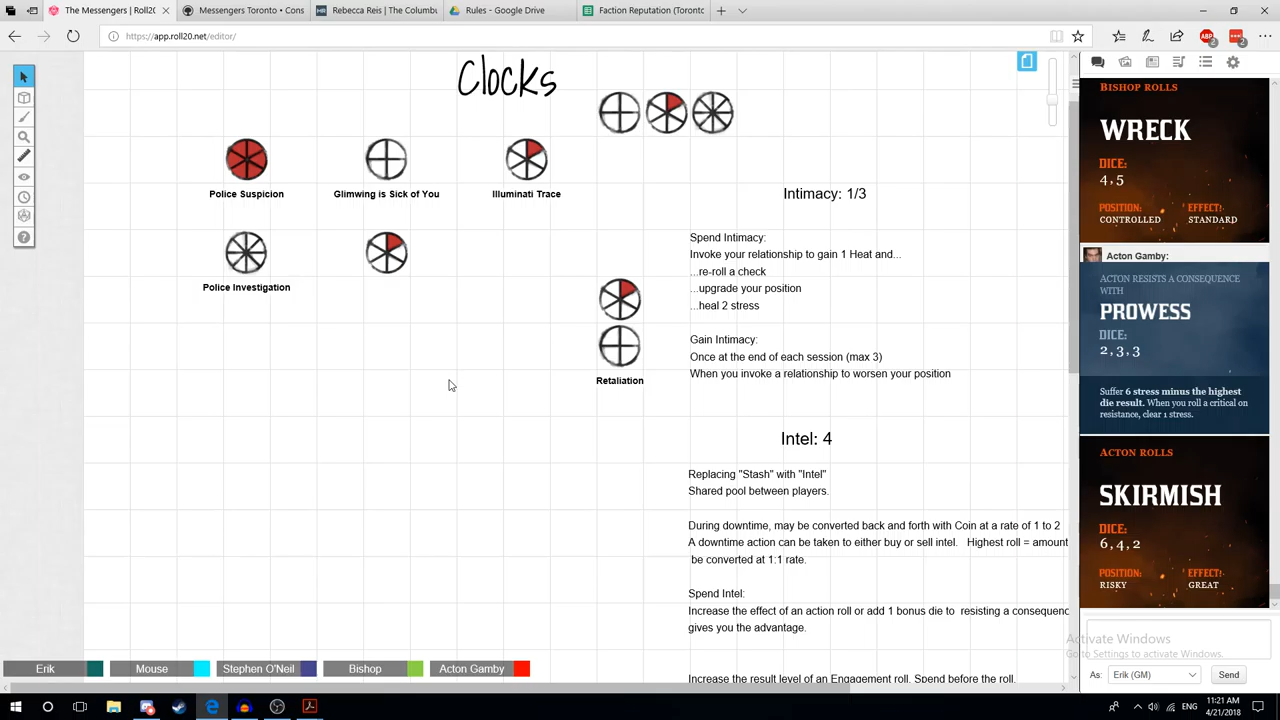 The Messengers | Roll20
Messengers Toronto • Cons
Rebecca Reis | The Columbu
Rules - Google Drive
Faction Reputation (Toronto
https://app.roll20.net/editor/
2
2
Clocks
Police Suspicion
Glimwing is Sick of You
Illuminati Trace
Police Investigation
Retaliation
Intimacy: 1/3
Spend Intimacy:
Invoke your relationship to gain 1 Heat and...
...re-roll a check
...upgrade your position
...heal 2 stress
Gain Intimacy:
Once at the end of each session (max 3)
When you invoke a relationship to worsen your position
Intel: 4
Replacing "Stash" with "Intel"
Shared pool between players.
During downtime, may be converted back and forth with Coin at a rate of 1 to 2
A downtime action can be taken to either buy or sell intel. Highest roll = amount
be converted at 1:1 rate.
Spend Intel:
Increase the effect of an action roll or add 1 bonus die to resisting a consequenc
gives you the advantage.
Increase the result level of an Engagement roll. Spend before the roll.
BISHOP ROLLS
WRECK
DICE:
4, 5
POSITION:
CONTROLLED
EFFECT:
STANDARD
Acton Gamby:
ACTON RESISTS A CONSEQUENCE
WITH
PROWESS
DICE:
2, 3, 3
Suffer 6 stress minus the highest
die result. When you roll a critical on
resistance, clear 1 stress.
ACTON ROLLS
SKIRMISH
DICE:
6, 4, 2
POSITION:
RISKY
EFFECT:
GREAT
Activate Windows
Go to Settings to activate Windows.
As:
Erik (GM)
Send
Erik
Mouse
Stephen O'Neil
Bishop
Acton Gamby
ENG
11:21 AM
4/21/2018